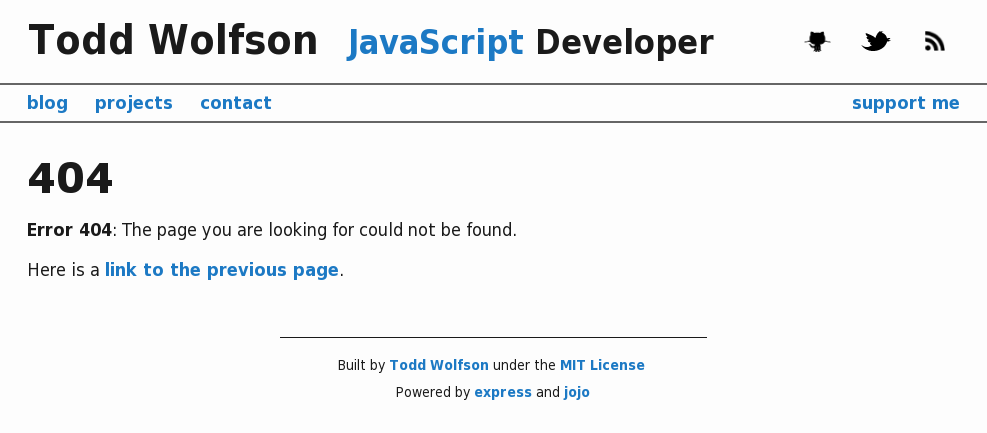 Todd Wolfson JavaScript Developer
blog projects contact support me
404
Error 404: The page you are looking for could not be found.
Here is a link to the previous page.
Built by Todd Wolfson under the MIT License
Powered by express and jojo